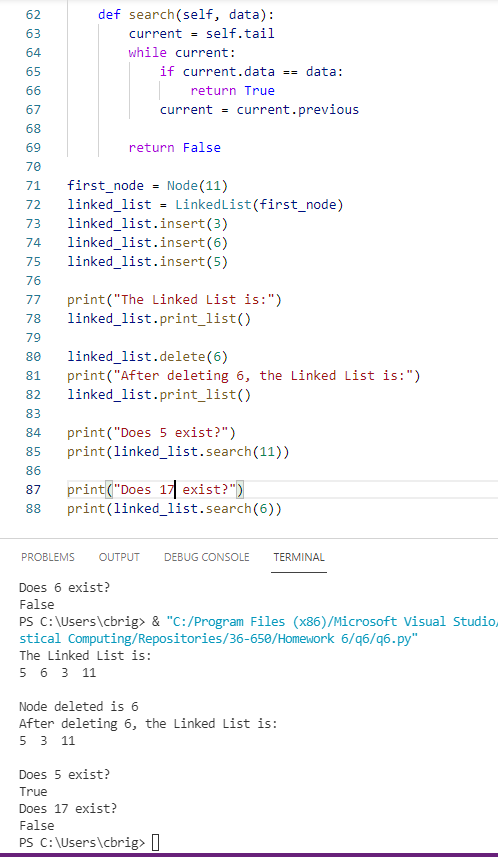 62 def search(self, data):
63 current = self.tail
64 while current:
65 if current.data == data:
66 return True
67 current = current.previous
68
69 return False
70
71 first_node = Node(11)
72 linked_list = LinkedList(first_node)
73 linked_list.insert(3)
74 linked_list.insert(6)
75 linked_list.insert(5)
76
77 print("The Linked List is:")
78 linked_list.print_list()
79
80 linked_list.delete(6)
81 print("After deleting 6, the Linked List is:")
82 linked_list.print_list()
83
84 print("Does 5 exist?")
85 print(linked_list.search(11))
86
87 print("Does 17 exist?")
88 print(linked_list.search(6))
PROBLEMS OUTPUT DEBUG CONSOLE TERMINAL
Does 6 exist?
False
PS C:\Users\cbrig> & "C:/Program Files (x86)/Microsoft Visual Studio/
stical Computing/Repositories/36-650/Homework 6/q6/q6.py"
The Linked List is:
5 6 3 11
Node deleted is 6
After deleting 6, the Linked List is:
5 3 11
Does 5 exist?
True
Does 17 exist?
False
PS C:\Users\cbrig>